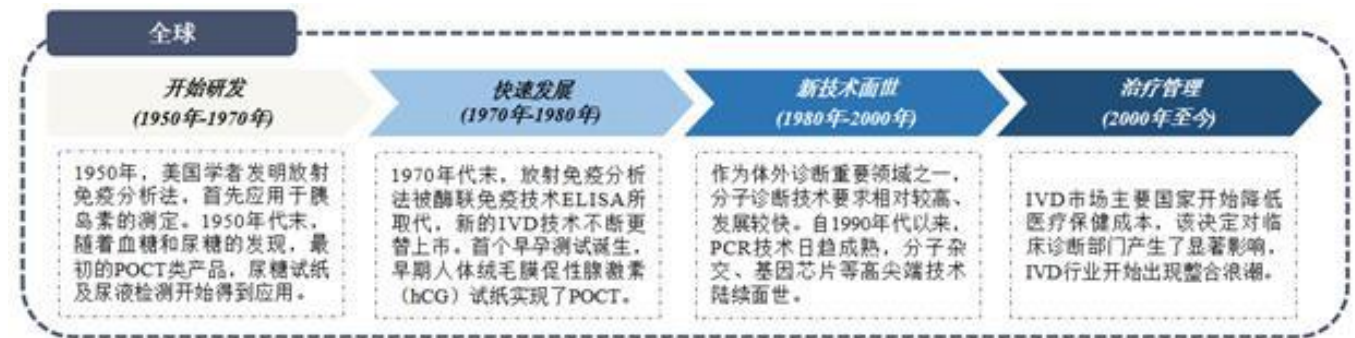 全球
开始研发
(1950年-1970年)
1950年，美国学者发明放射
免疫分析法，首先应用于胰
岛素的测定。1950年代末，
随着血糖和尿糖的发现，最
初的POCT类产品，尿糖试纸
及尿液检测开始得到应用。
快速发展
(1970年-1980年)
1970年代末，放射免疫分析
法被酶联免疫技术ELISA所
取代，新的IVD技术不断更
替上市。首个早孕测试诞生，
早期人体绒毛膜促性腺激素
（hCG）试纸实现了POCT。
新技术面世
(1980年-2000年)
作为体外诊断重要领域之一，
分子诊断技术要求相对较高、
发展较快。自1990年代以来，
PCR技术日趋成熟，分子杂
交、基因芯片等高尖端技术
陆续面世。
治疗管理
(2000年至今)
IVD市场主要国家开始降低
医疗保健成本，该决定对临
床诊断部门产生了显著影响，
IVD行业开始出现整合浪潮。